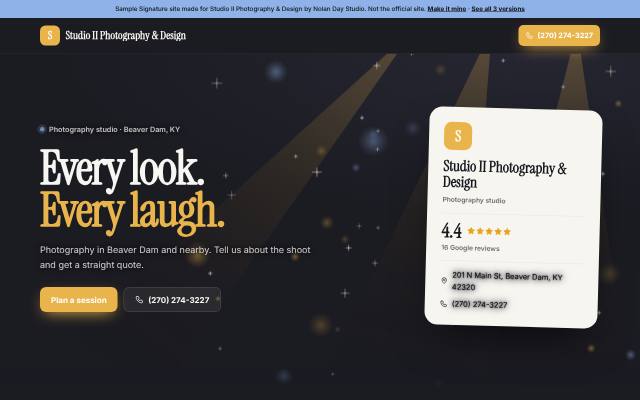 Sample Signature site made for Studio II Photography & Design by Nolan Day Studio. Not the official site. Make it mine · See all 3 versions
S Studio II Photography & Design
(270) 274-3227
Photography studio · Beaver Dam, KY
Every look.
Every laugh.
Photography in Beaver Dam and nearby. Tell us about the shoot
and get a straight quote.
Plan a session
(270) 274-3227
S
Studio II Photography &
Design
Photography studio
4.4 ★★★★★
16 Google reviews
201 N Main St, Beaver Dam, KY
42320
(270) 274-3227